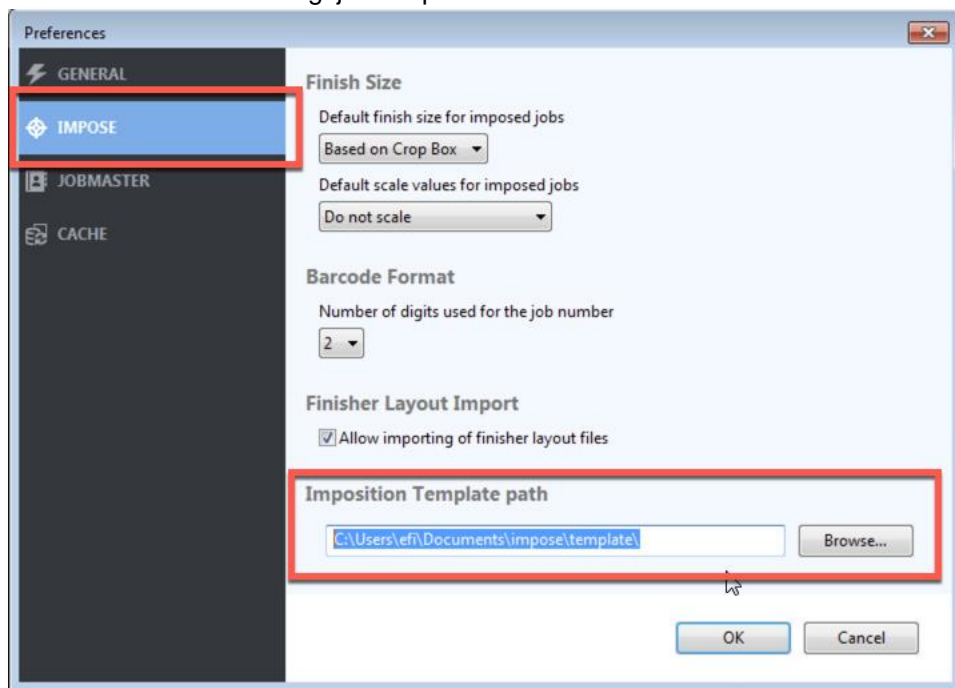 Preferences
GENERAL
IMPOSE
JOBMASTER
CACHE
Finish Size
Default finish size for imposed jobs
Based on Crop Box
Default scale values for imposed jobs
Do not scale
Barcode Format
Number of digits used for the job number
2
Finisher Layout Import
Allow importing of finisher layout files
Imposition Template path
C:\Users\efi\Documents\impose\template\
Browse...
OK
Cancel